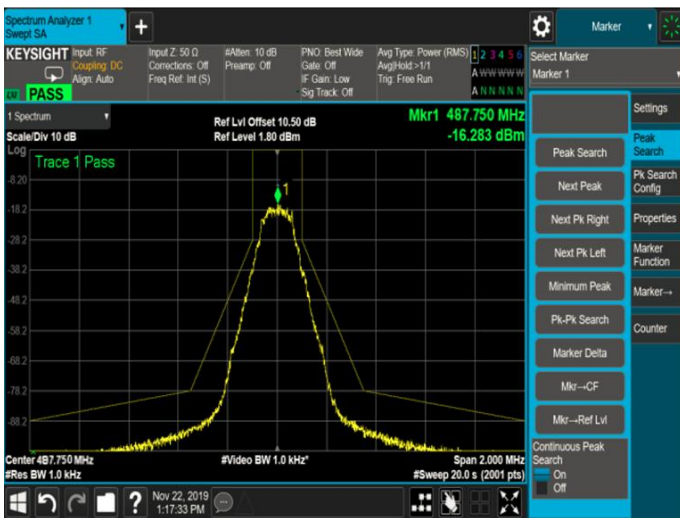 Spectrum Analyzer 1
Swept SA
+
Marker
KEYSIGHT
Input: RF
Coupling: DC
Align: Auto
PASS
Input Z: 50 Ω
Corrections: Off
Freq Ref: Int (S)
#Atten: 10 dB
Preamp: Off
PNO: Best Wide
Gate: Off
IF Gain: Low
Sig Track: Off
Avg Type: Power (RMS)
Avg|Hold:>1/1
Trig: Free Run
1 2 3 4 5 6
A W W W W W
A N N N N N
Select Marker
Marker 1
1 Spectrum
Scale/Div 10 dB
Log
Ref Lvl Offset 10.50 dB
Ref Level 1.80 dBm
Mkr1 487.750 MHz
-16.283 dBm
Trace 1 Pass
1
-8.20
-18.2
-28.2
-38.2
-48.2
-58.2
-68.2
-78.2
-88.2
Center 487.750 MHz
#Res BW 1.0 kHz
#Video BW 1.0 kHz*
Span 2.000 MHz
#Sweep 20.0 s (2001 pts)
Peak Search
Next Peak
Next Pk Right
Next Pk Left
Minimum Peak
Pk-Pk Search
Marker Delta
Mkr→CF
Mkr→Ref Lvl
Continuous Peak
Search
On
Off
Settings
Peak
Search
Pk Search
Config
Properties
Marker
Function
Marker→
Counter
?
Nov 22, 2019
1:17:33 PM